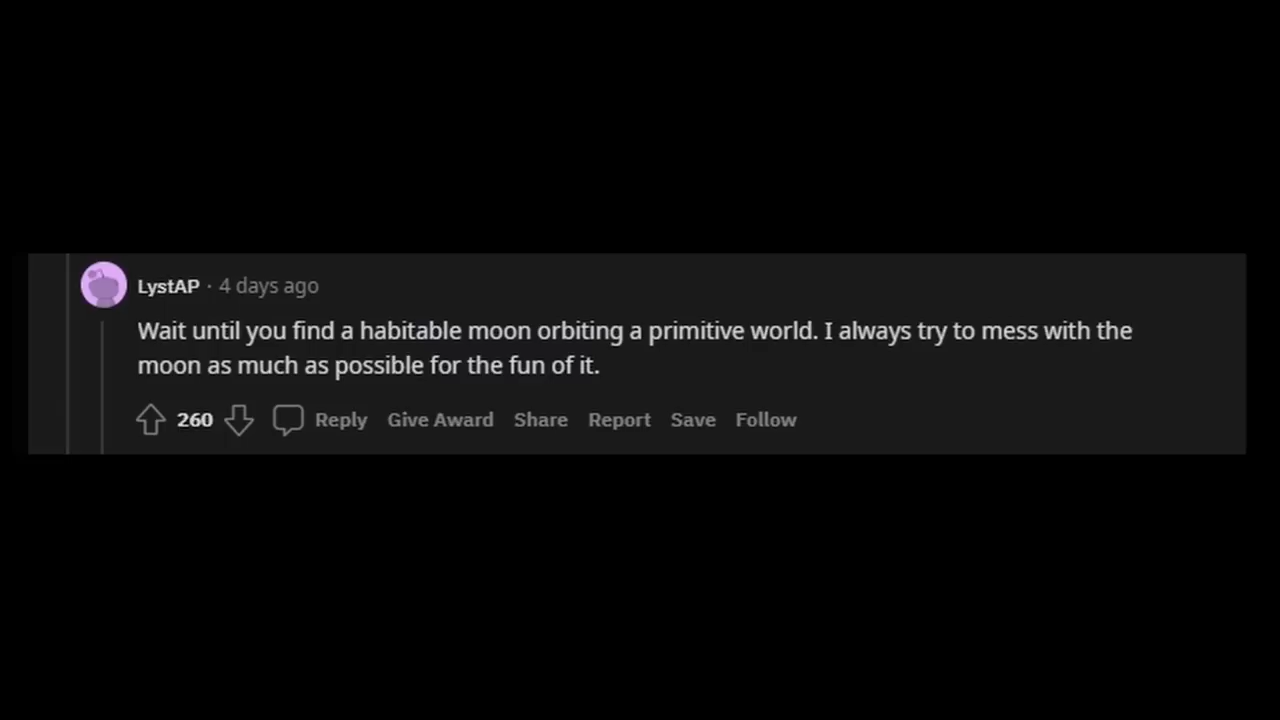 LystAP · 4 days ago
Wait until you find a habitable moon orbiting a primitive world. I always try to mess with the
moon as much as possible for the fun of it.
260 Reply Give Award Share Report Save Follow